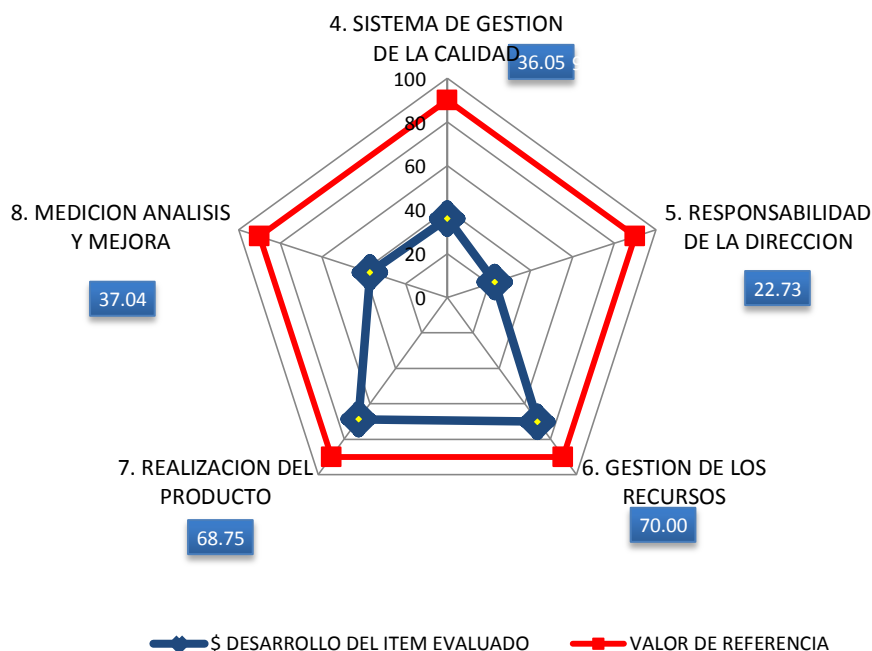 4. SISTEMA DE GESTION
DE LA CALIDAD
36.05
100
80
60
40
20
0
8. MEDICION ANALISIS
Y MEJORA
37.04
5. RESPONSABILIDAD
DE LA DIRECCION
22.73
7. REALIZACION DEL
PRODUCTO
68.75
6. GESTION DE LOS
RECURSOS
70.00
$ DESARROLLO DEL ITEM EVALUADO
VALOR DE REFERENCIA